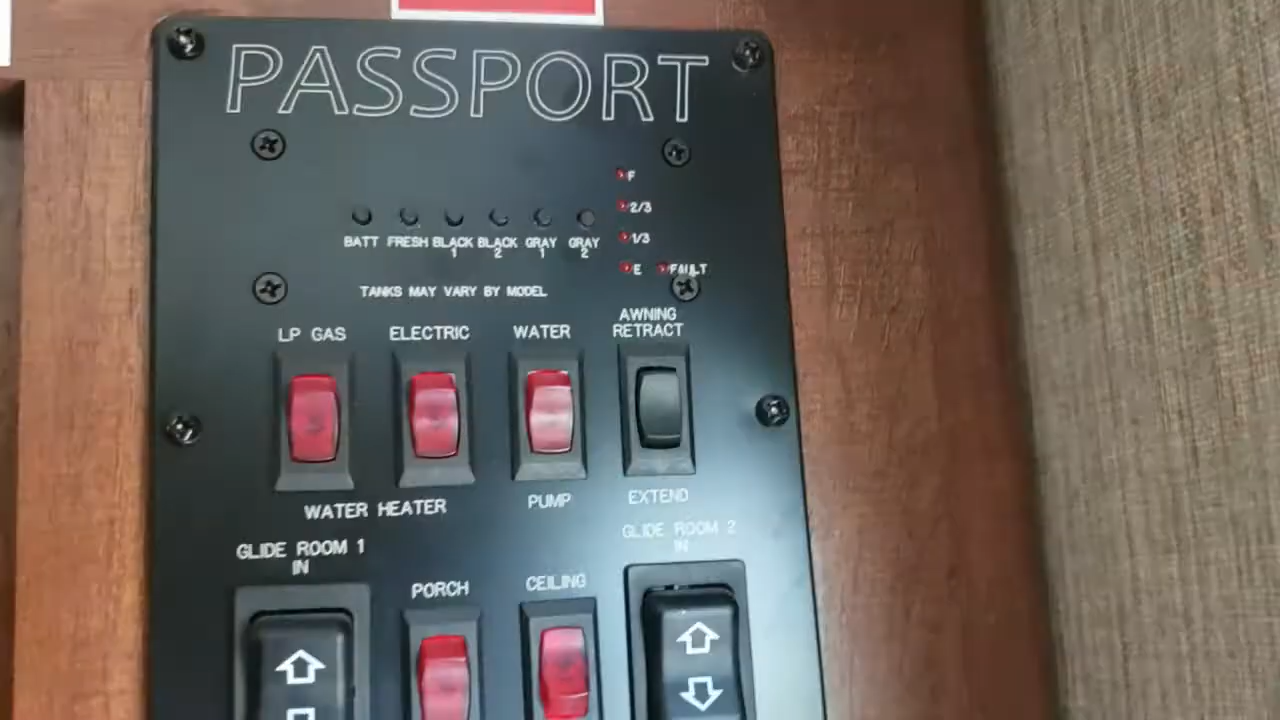 PASSPORT
F
2/3
1/3
E FAULT
BATT FRESH BLACK 1 BLACK 2 GRAY 1 GRAY 2
TANKS MAY VARY BY MODEL
LP GAS ELECTRIC WATER AWNING RETRACT
WATER HEATER PUMP EXTEND
GLIDE ROOM 1 IN
PORCH
CEILING
GLIDE ROOM 2 IN